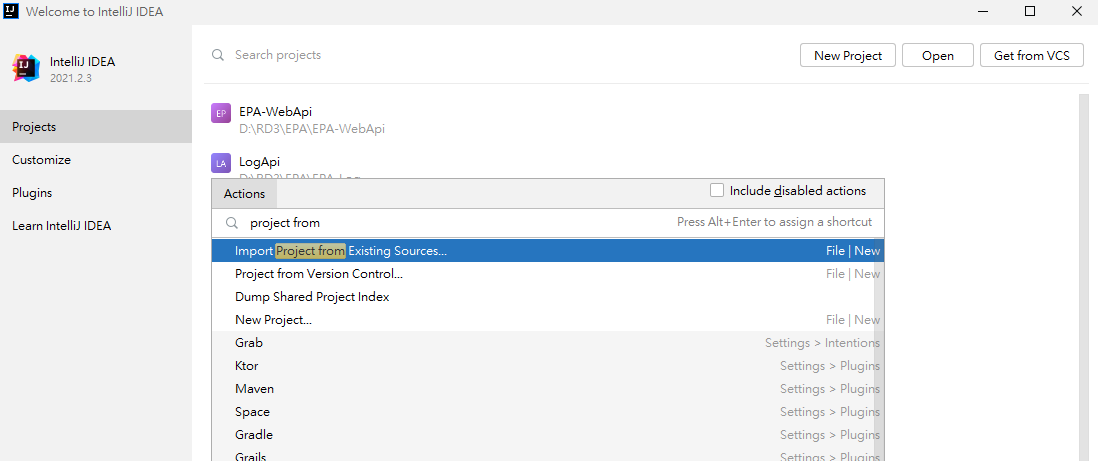 Welcome to IntelliJ IDEA
IntelliJ IDEA
2021.2.3
Projects
Customize
Plugins
Learn IntelliJ IDEA
Search projects
New Project
Open
Get from VCS
EP
EPA-WebApi
D:\RD3\EPA\EPA-WebApi
LA
LogApi
D:\RD3\EPA\EPA-Log
Actions
Include disabled actions
project from
Press Alt+Enter to assign a shortcut
Import Project from Existing Sources... File | New
Project from Version Control... File | New
Dump Shared Project Index
New Project... File | New
Grab Settings > Intentions
Ktor Settings > Plugins
Maven Settings > Plugins
Space Settings > Plugins
Gradle Settings > Plugins
Grails Settings > Plugins